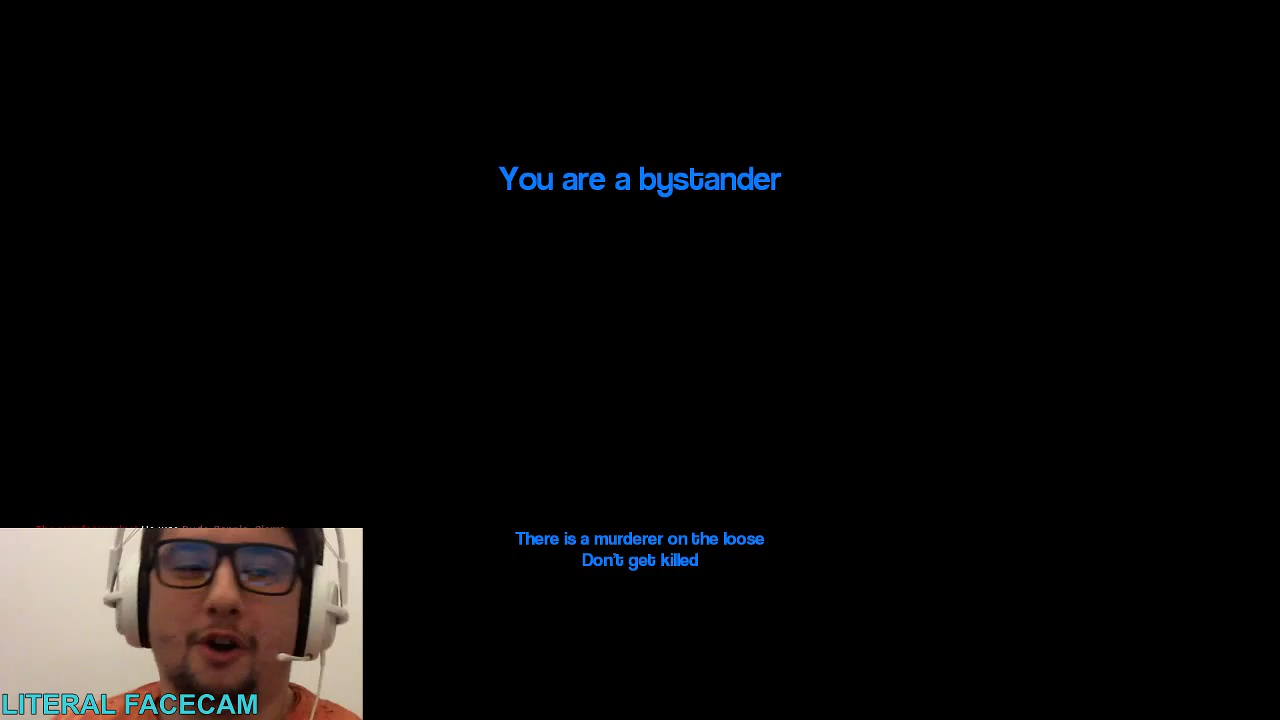 You are a bystander
There is a murderer on the loose
Don't get killed
LITERAL FACECAM